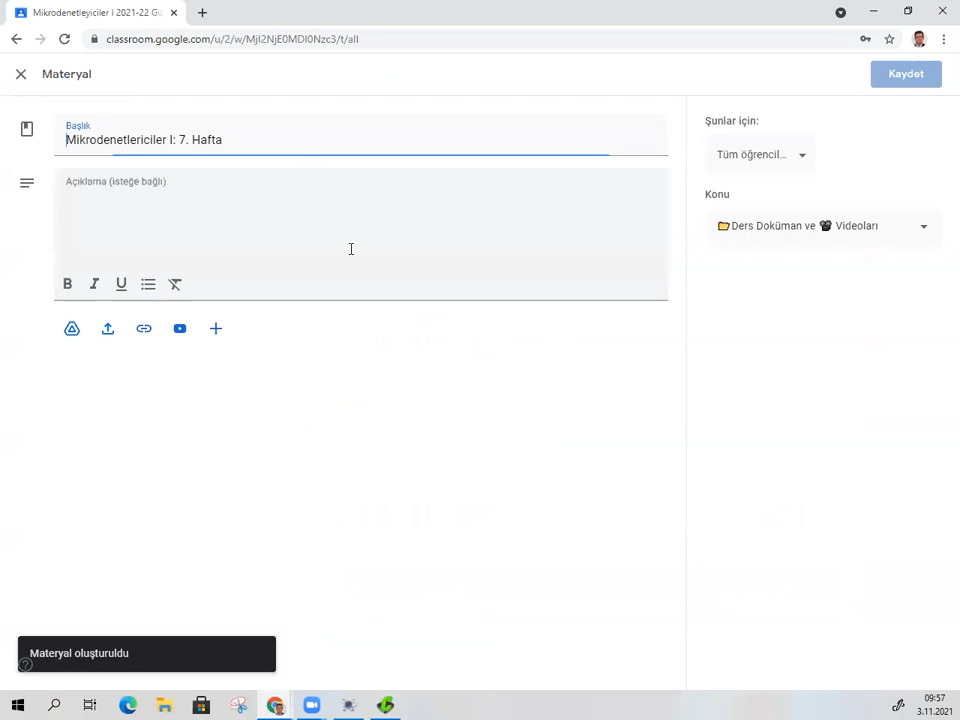 Mikrodenetleyiciler I 2021-22 Gü
classroom.google.com/u/2/w/MjI2NjE0MDI0Nzc3/t/all
Materyal
Kaydet
Başlık
Mikrodenetlericiler I: 7. Hafta
Şunlar için:
Tüm öğrencil...
Açıklama (isteğe bağlı)
Konu
Ders Doküman ve Videoları
B I U
Materyal oluşturuldu
09:57
3.11.2021